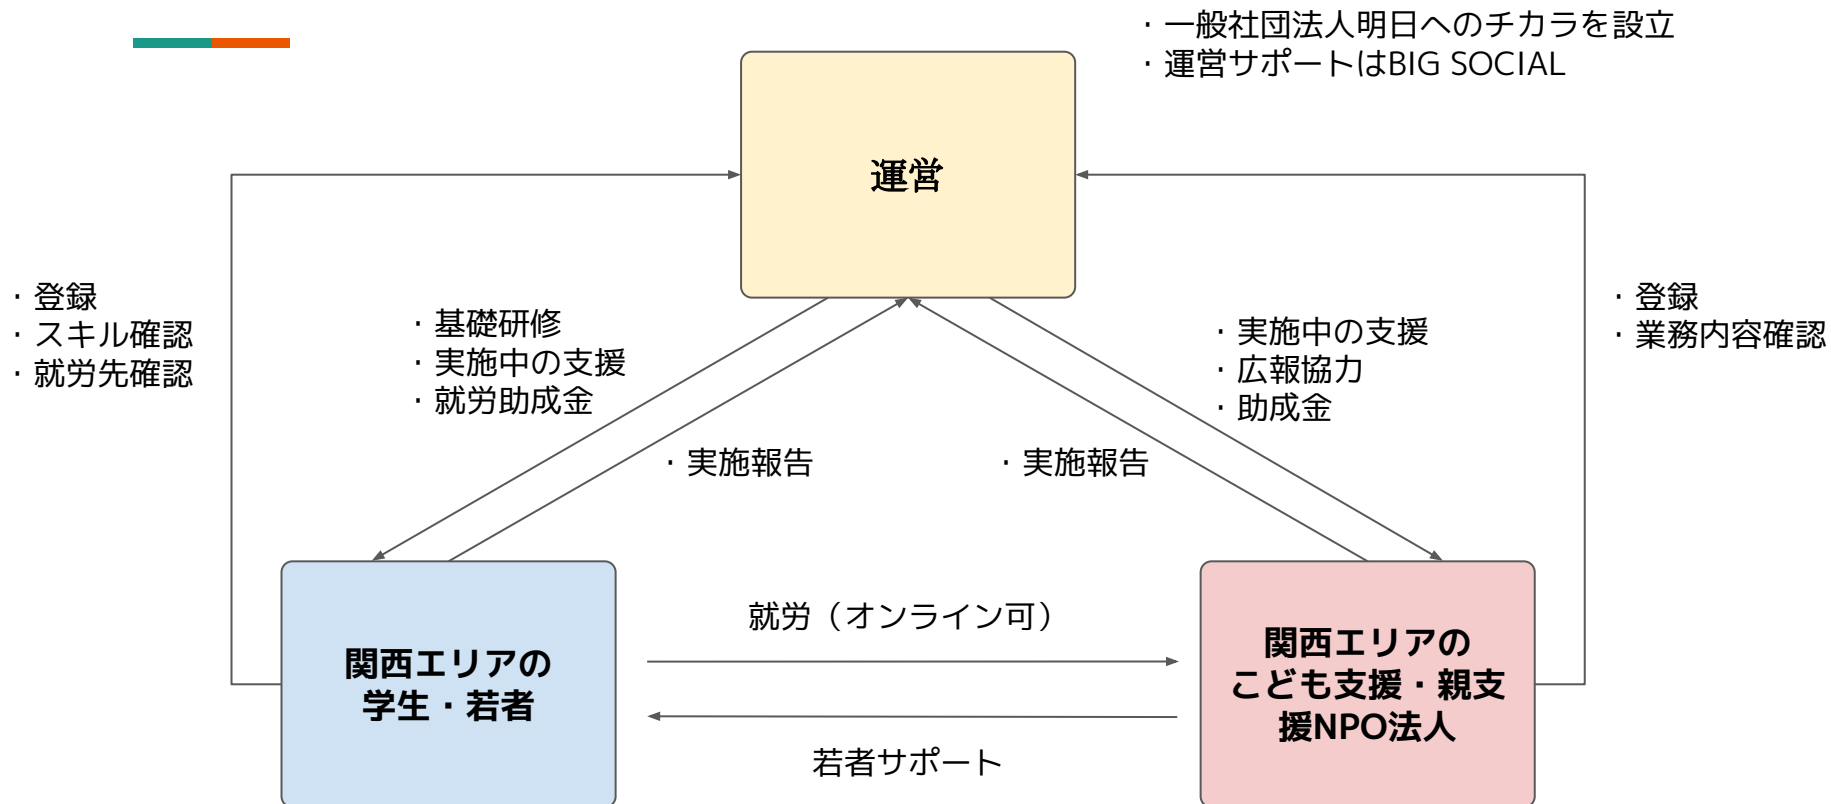 ・一般社団法人明日へのチカラを設立
・運営サポートはBIG SOCIAL
運営
・登録
・スキル確認
・就労先確認
・基礎研修
・実施中の支援
・就労助成金
・実施中の支援
・広報協力
・助成金
・登録
・業務内容確認
・実施報告
・実施報告
関西エリアの
学生・若者
就労（オンライン可）
若者サポート
関西エリアの
こども支援・親支
援NPO法人